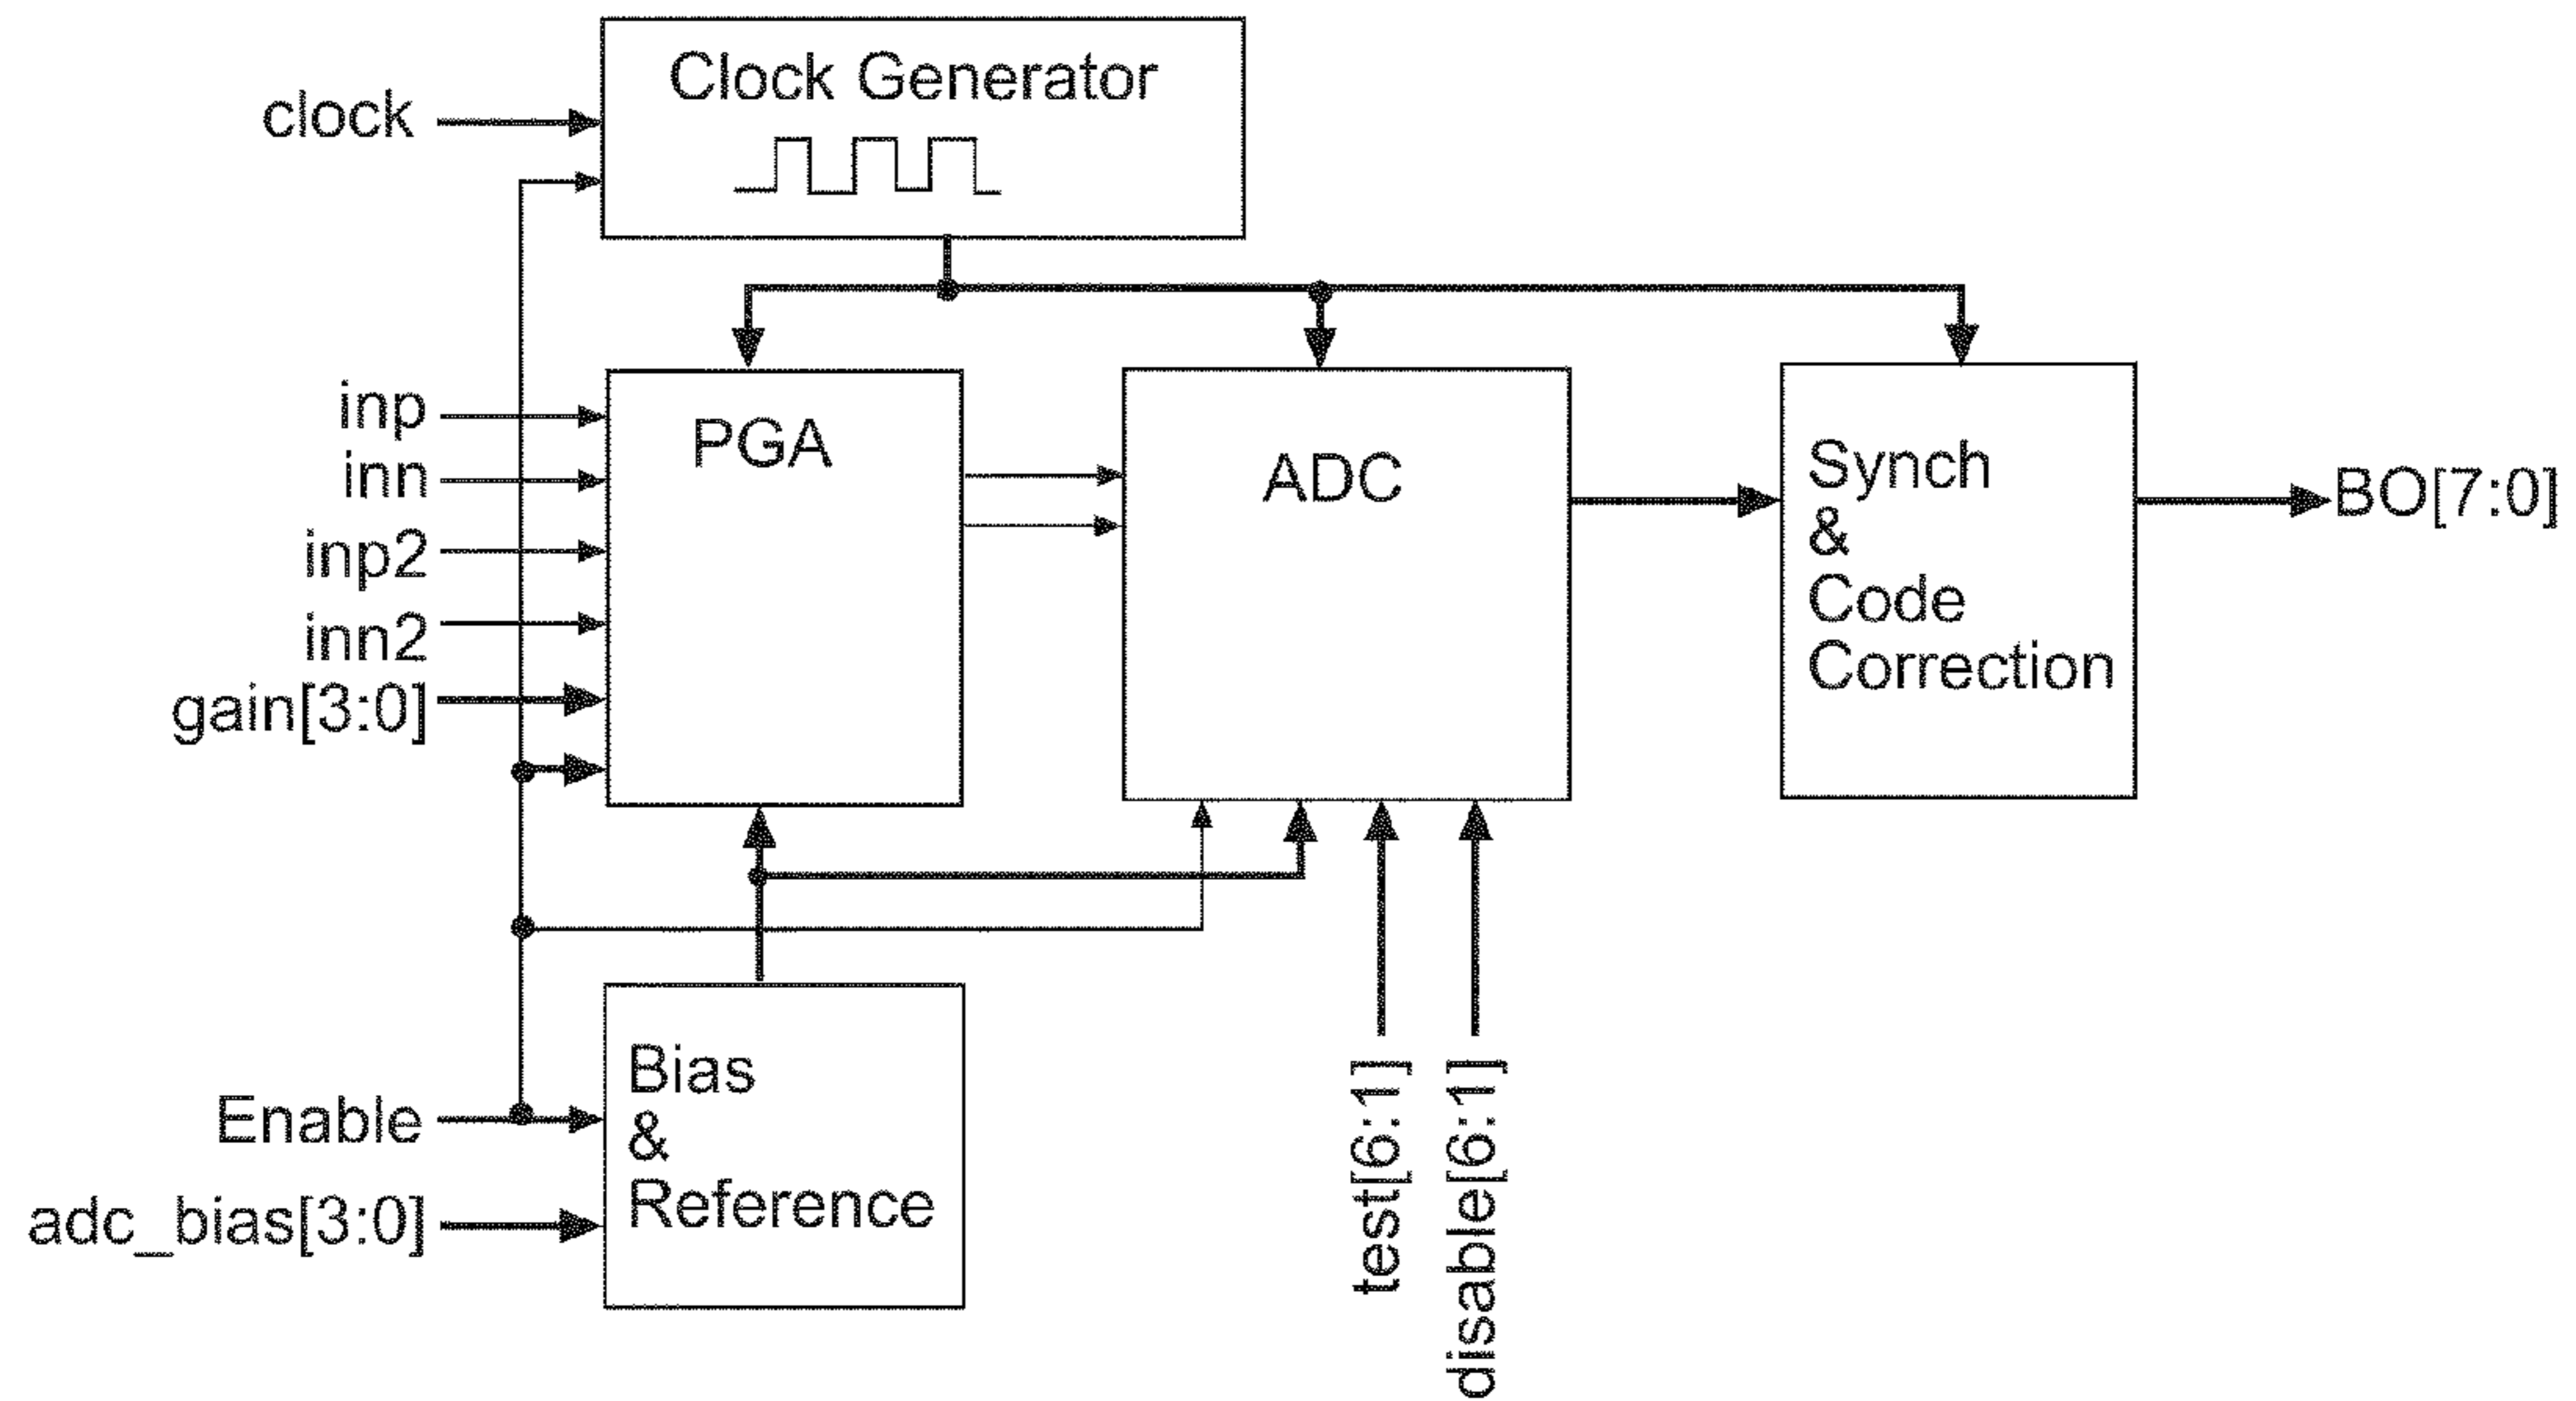 Clock Generator
clock
inp
inn
inp2
inn2
gain[3:0]
PGA
ADC
Synch
&
Code
Correction
BO[7:0]
Enable
adc_bias[3:0]
Bias
&
Reference
test[6:1]
disable[6:1]